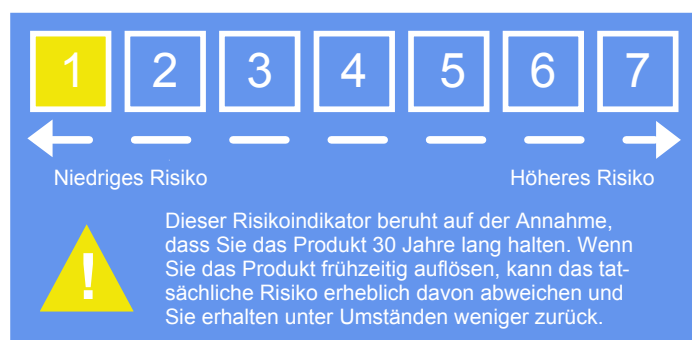 1 2 3 4 5 6 7
Niedriges Risiko Höheres Risiko
Dieser Risikoindikator beruht auf der Annahme,
dass Sie das Produkt 30 Jahre lang halten. Wenn
Sie das Produkt frühzeitig auflösen, kann das tat-
sächliche Risiko erheblich davon abweichen und
Sie erhalten unter Umständen weniger zurück.
!